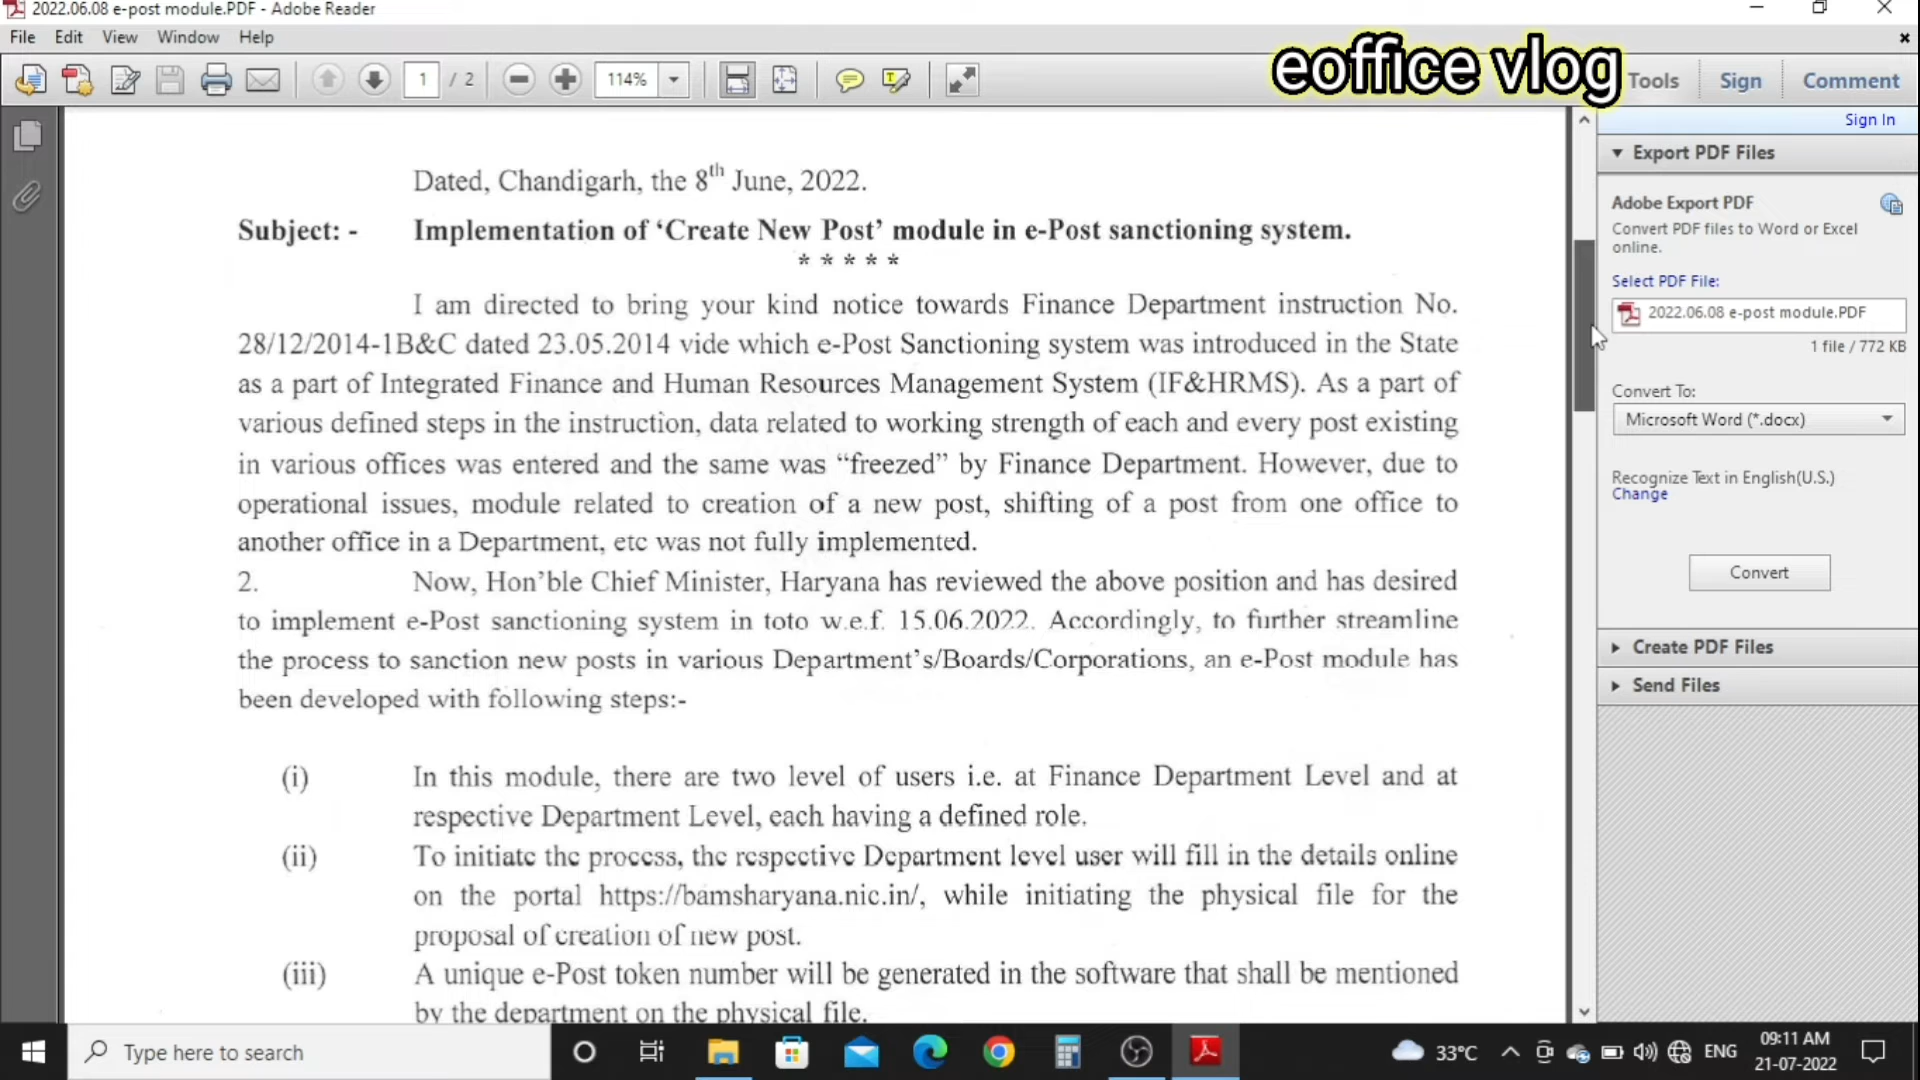 2022.06.08 e-post module.PDF - Adobe Reader
File Edit View Window Help
eoffice vlog
1 / 2
114%
Tools Sign Comment
Sign In
Dated, Chandigarh, the 8th June, 2022.
Subject: - Implementation of ‘Create New Post’ module in e-Post sanctioning system.
* * * * *
I am directed to bring your kind notice towards Finance Department instruction No.
28/12/2014-1B&C dated 23.05.2014 vide which e-Post Sanctioning system was introduced in the State
as a part of Integrated Finance and Human Resources Management System (IF&HRMS). As a part of
various defined steps in the instruction, data related to working strength of each and every post existing
in various offices was entered and the same was “freezed” by Finance Department. However, due to
operational issues, module related to creation of a new post, shifting of a post from one office to
another office in a Department, etc was not fully implemented.
2. Now, Hon’ble Chief Minister, Haryana has reviewed the above position and has desired
to implement e-Post sanctioning system in toto w.e.f. 15.06.2022. Accordingly, to further streamline
the process to sanction new posts in various Department’s/Boards/Corporations, an e-Post module has
been developed with following steps:-
(i) In this module, there are two level of users i.e. at Finance Department Level and at
respective Department Level, each having a defined role.
(ii) To initiate the process, the respective Department level user will fill in the details online
on the portal https://bamsharyana.nic.in/, while initiating the physical file for the
proposal of creation of new post.
(iii) A unique e-Post token number will be generated in the software that shall be mentioned
by the department on the physical file.
Export PDF Files
Adobe Export PDF
Convert PDF files to Word or Excel
online.
Select PDF File:
2022.06.08 e-post module.PDF
1 file / 772 KB
Convert To:
Microsoft Word (*.docx)
Recognize Text in English(U.S.)
Change
Convert
Create PDF Files
Send Files
Type here to search
33°C
ENG
09:11 AM
21-07-2022